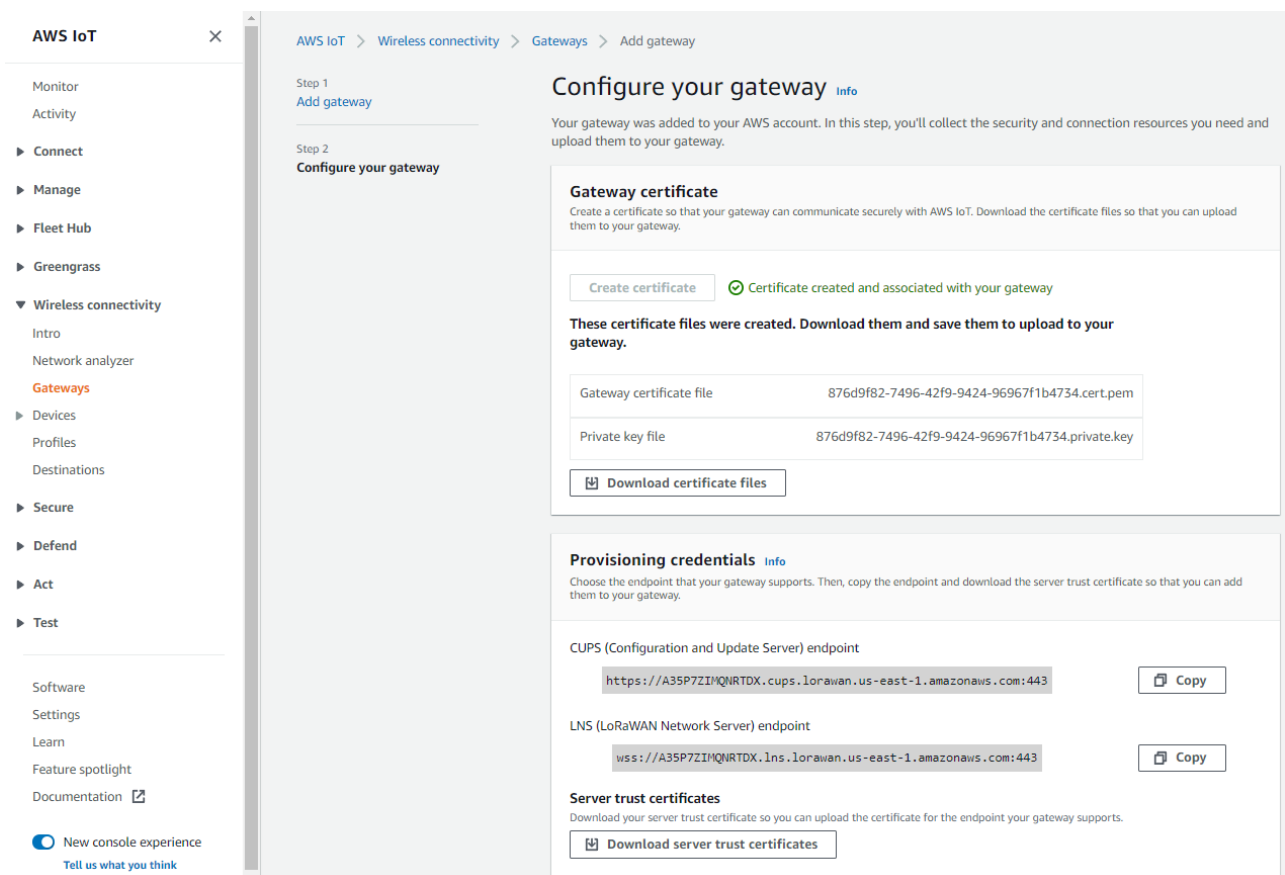 AWS IoT
Monitor
Activity
Connect
Manage
Fleet Hub
Greengrass
Wireless connectivity
Intro
Network analyzer
Gateways
Devices
Profiles
Destinations
Secure
Defend
Act
Test
Software
Settings
Learn
Feature spotlight
Documentation
New console experience
Tell us what you think
AWS IoT > Wireless connectivity > Gateways > Add gateway
Step 1
Add gateway
Step 2
Configure your gateway
Configure your gateway Info
Your gateway was added to your AWS account. In this step, you'll collect the security and connection resources you need and
upload them to your gateway.
Gateway certificate
Create a certificate so that your gateway can communicate securely with AWS IoT. Download the certificate files so that you can upload
them to your gateway.
Create certificate Certificate created and associated with your gateway
These certificate files were created. Download them and save them to upload to your
gateway.
Gateway certificate file 876d9f82-7496-42f9-9424-96967f1b4734.cert.pem
Private key file 876d9f82-7496-42f9-9424-96967f1b4734.private.key
Download certificate files
Provisioning credentials Info
Choose the endpoint that your gateway supports. Then, copy the endpoint and download the server trust certificate so that you can add
them to your gateway.
CUPS (Configuration and Update Server) endpoint
https://A35P7ZIMQNRTDX.cups.lorawan.us-east-1.amazonaws.com:443 Copy
LNS (LoRaWAN Network Server) endpoint
wss://A35P7ZIMQNRTDX.lns.lorawan.us-east-1.amazonaws.com:443 Copy
Server trust certificates
Download your server trust certificate so you can upload the certificate for the endpoint your gateway supports.
Download server trust certificates